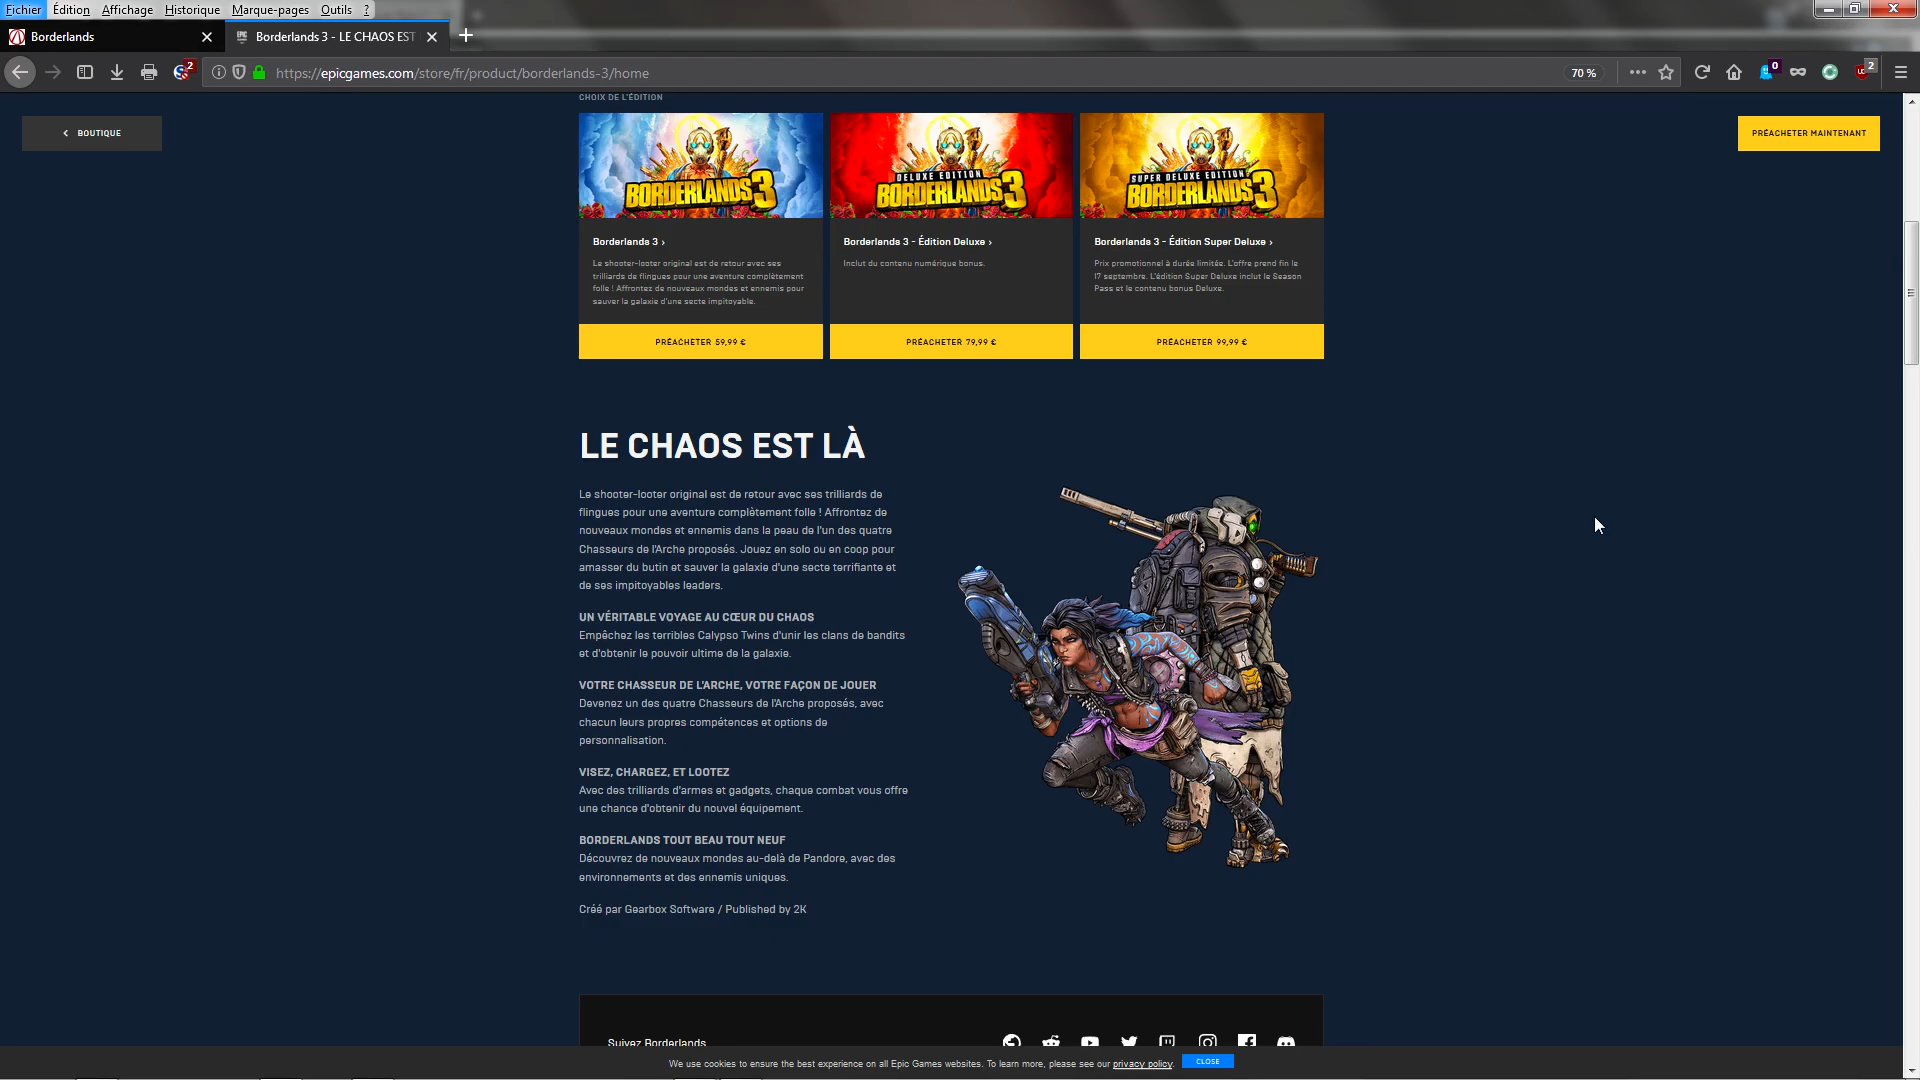 Fichier Édition Affichage Historique Marque-pages Outils ?
Borderlands
Borderlands 3 - LE CHAOS EST
https://epicgames.com/store/fr/product/borderlands-3/home
70 %
2
0
2
CHOIX DE L'ÉDITION
BOUTIQUE
PRÉACHETER MAINTENANT
BORDERLANDS 3
DELUXE EDITION
BORDERLANDS 3
SUPER DELUXE EDITION
BORDERLANDS 3
Borderlands 3 ›
Le shooter-looter original est de retour avec ses
trilliards de flingues pour une aventure complètement
folle ! Affrontez de nouveaux mondes et ennemis pour
sauver la galaxie d'une secte impitoyable.
PRÉACHETER 59,99 €
Borderlands 3 - Édition Deluxe ›
Inclut du contenu numérique bonus.
PRÉACHETER 79,99 €
Borderlands 3 - Édition Super Deluxe ›
Prix promotionnel à durée limitée. L'offre prend fin le
17 septembre. L'édition Super Deluxe inclut le Season
Pass et le contenu bonus Deluxe.
PRÉACHETER 99,99 €
LE CHAOS EST LÀ
Le shooter-looter original est de retour avec ses trilliards de
flingues pour une aventure complètement folle ! Affrontez de
nouveaux mondes et ennemis dans la peau de l'un des quatre
Chasseurs de l'Arche proposés. Jouez en solo ou en coop pour
amasser du butin et sauver la galaxie d'une secte terrifiante et
de ses impitoyables leaders.
UN VÉRITABLE VOYAGE AU CŒUR DU CHAOS
Empêchez les terribles Calypso Twins d'unir les clans de bandits
et d'obtenir le pouvoir ultime de la galaxie.
VOTRE CHASSEUR DE L'ARCHE, VOTRE FAÇON DE JOUER
Devenez un des quatre Chasseurs de l'Arche proposés, avec
chacun leurs propres compétences et options de
personnalisation.
VISEZ, CHARGEZ, ET LOOTEZ
Avec des trilliards d'armes et gadgets, chaque combat vous offre
une chance d'obtenir du nouvel équipement.
BORDERLANDS TOUT BEAU TOUT NEUF
Découvrez de nouveaux mondes au-delà de Pandore, avec des
environnements et des ennemis uniques.
Créé par Gearbox Software / Published by 2K
Suivez Borderlands
We use cookies to ensure the best experience on all Epic Games websites. To learn more, please see our privacy policy. CLOSE